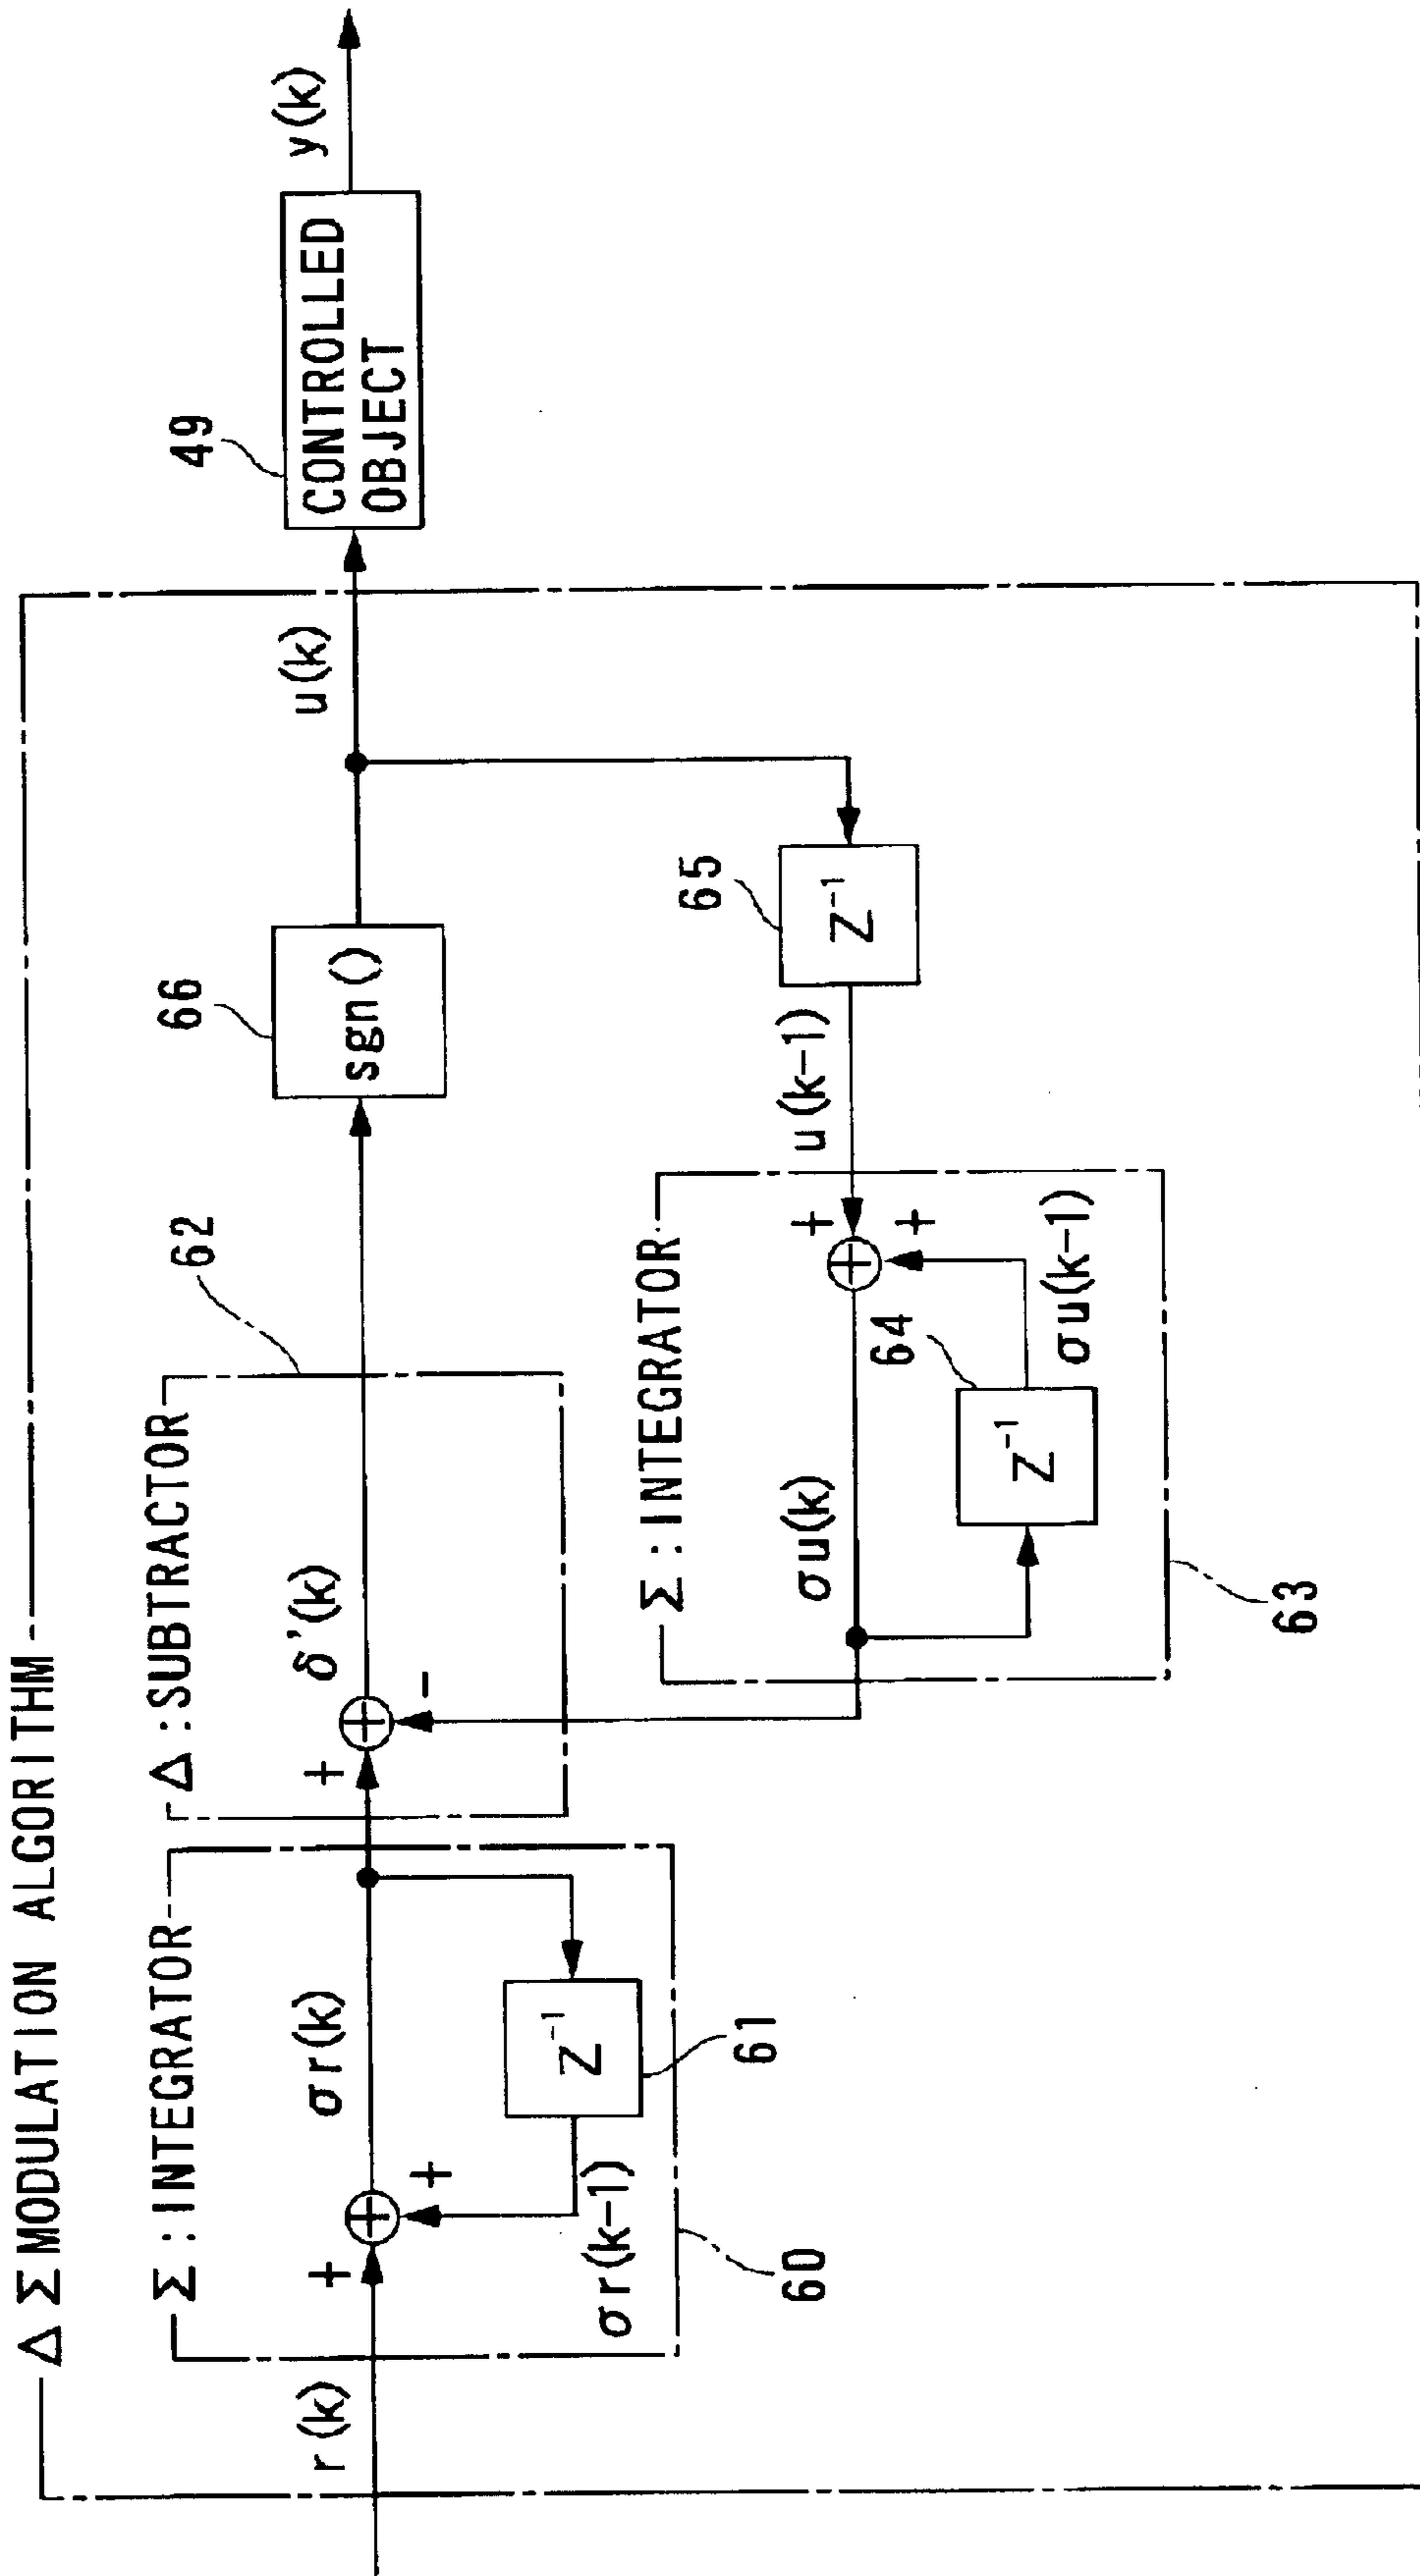 ΔΣ MODULATION ALGORITHM
Σ:INTEGRATOR
Δ:SUBTRACTOR
62
66
49
r(k)
+
+
σr(k)
Z⁻¹
61
σr(k-1)
60
+
-
δ'(k)
sgn()
u(k)
CONTROLLED
OBJECT
y(k)
Σ:INTEGRATOR
σu(k)
+
+
64
Z⁻¹
σu(k-1)
63
u(k-1)
65
Z⁻¹